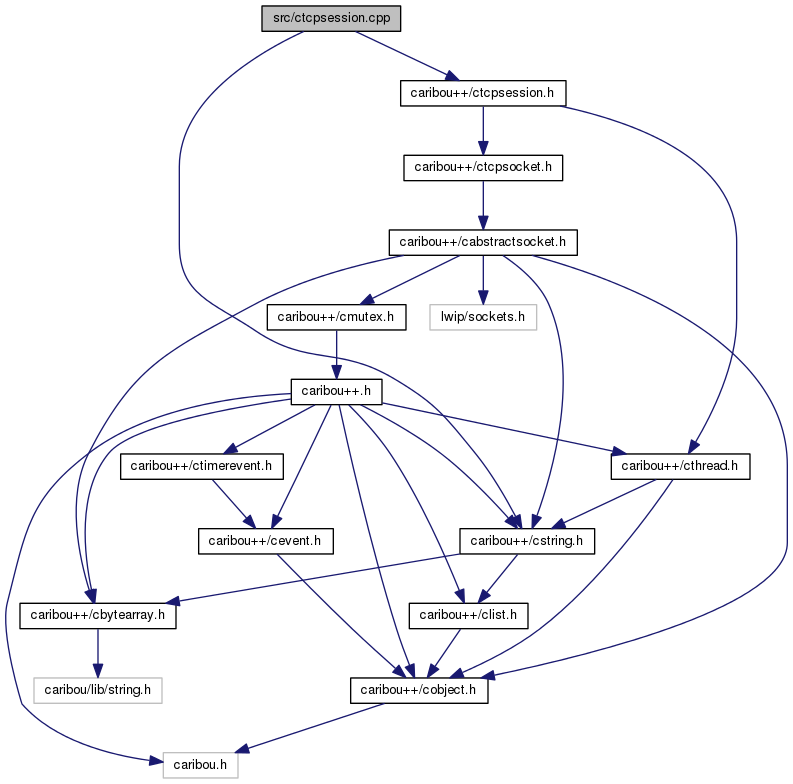 src/ctcpsession.cpp
caribou++/ctcpsession.h
caribou++/ctcpsocket.h
caribou++/cabstractsocket.h
caribou++/cmutex.h
lwip/sockets.h
caribou++.h
caribou++/ctimerevent.h
caribou++/cthread.h
caribou++/cevent.h
caribou++/cstring.h
caribou++/cbytearray.h
caribou++/clist.h
caribou/lib/string.h
caribou++/cobject.h
caribou.h